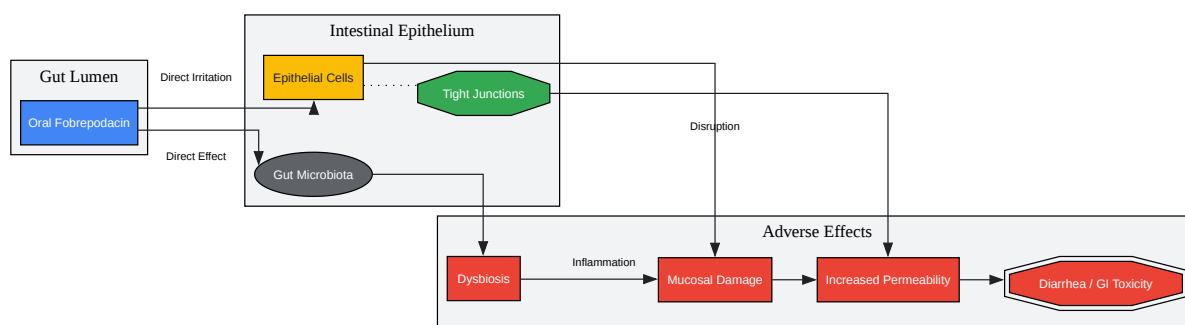 Intestinal Epithelium
Gut Lumen
Direct Irritation
Epithelial Cells
Tight Junctions
Oral Fobrepodacin
Disruption
Direct Effect
Gut Microbiota
Adverse Effects
Inflammation
Dysbiosis
Mucosal Damage
Increased Permeability
Diarrhea / GI Toxicity